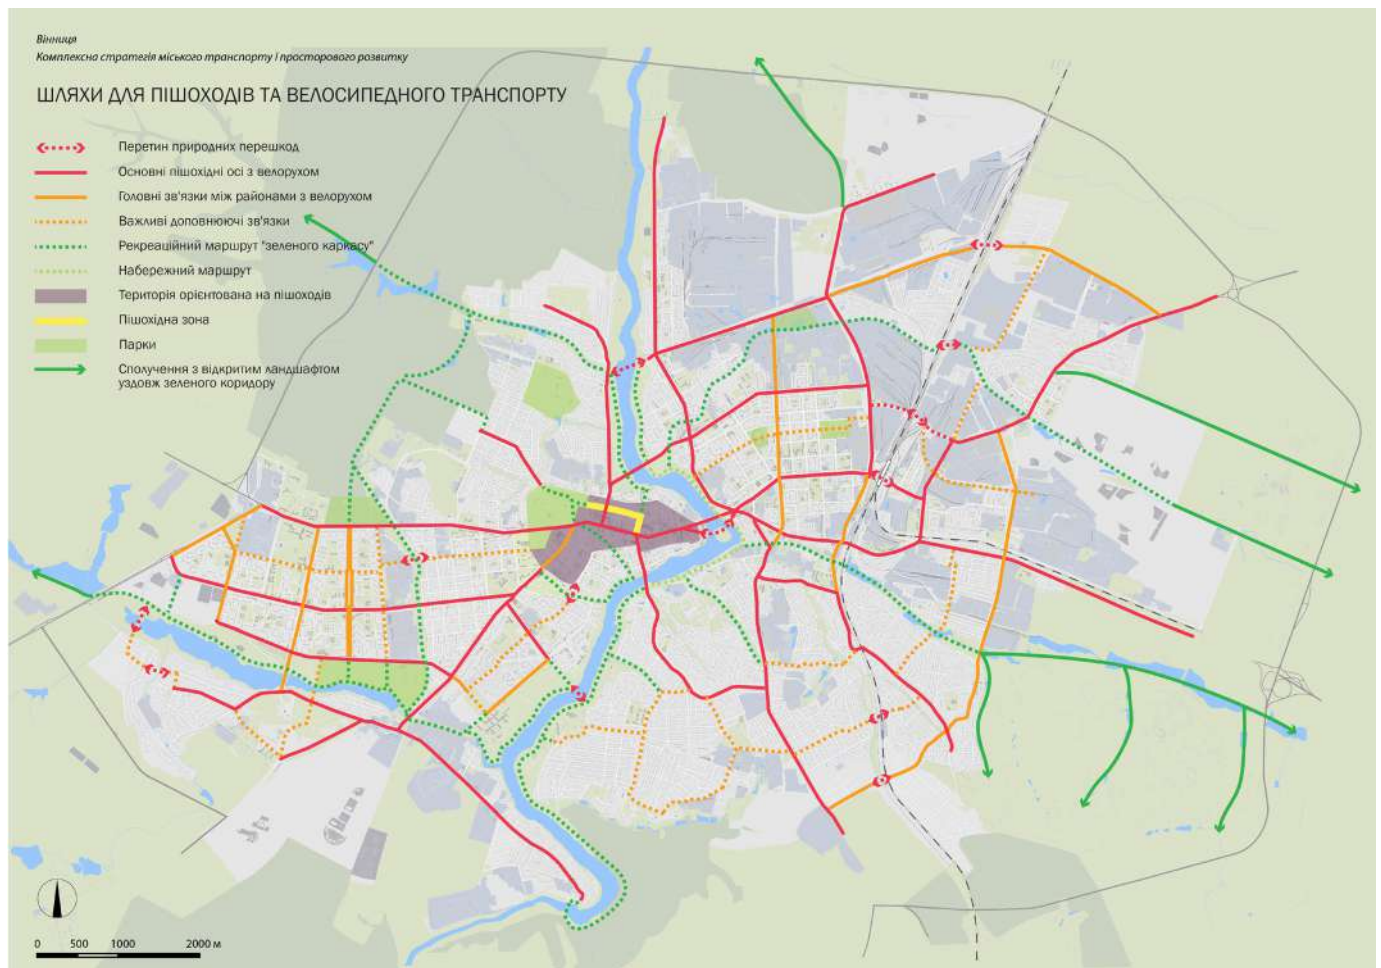 Вінниця
Комплексна стратегія міського транспорту і просторового розвитку
ШЛЯХИ ДЛЯ ПІШОХОДІВ ТА ВЕЛОСИПЕДНОГО ТРАНСПОРТУ
Перетин природних перешкод
Основні пішохідні осі з велорухом
Головні зв'язки між районами з велорухом
Важливі доповнюючі зв'язки
Рекреаційний маршрут "зеленого каркасу"
Набережний маршрут
Територія орієнтована на пішоходів
Пішохідна зона
Парки
Сполучення з відкритим ландшафтом
уздовж зеленого коридору
0 500 1000 2000 м